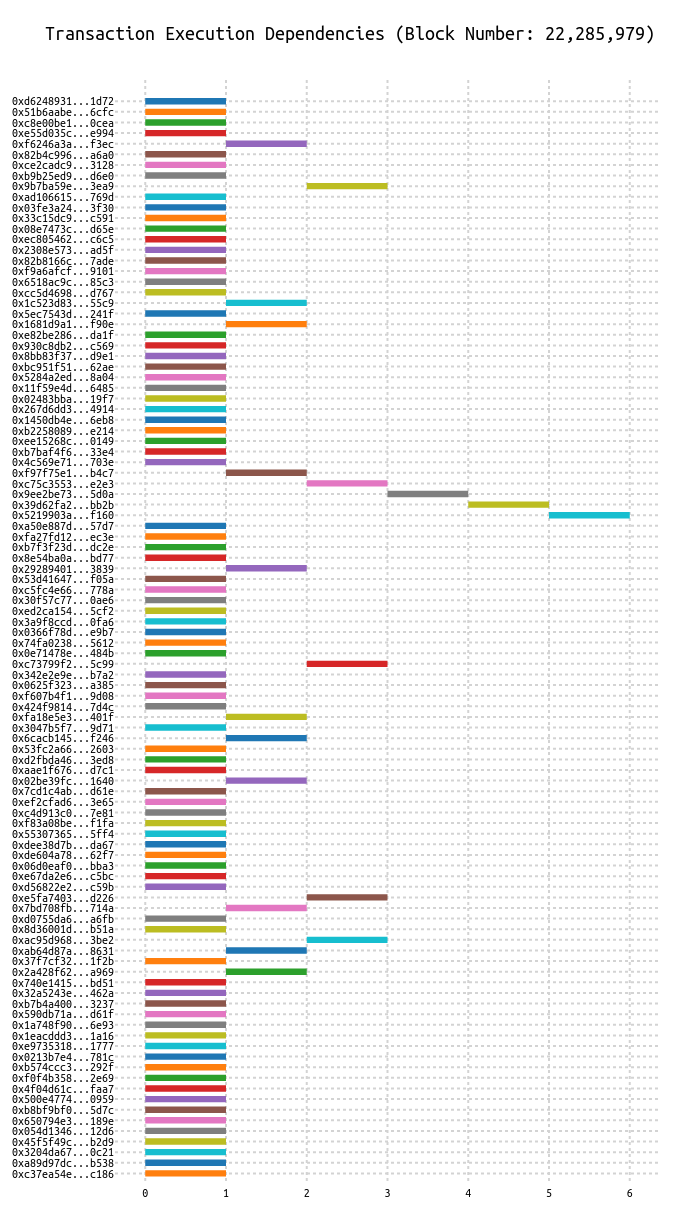 Transaction Execution Dependencies (Block Number: 22,285,979)
0xd6248931...1d72
0x51b6aabe...6cfc
0xc8e00be1...0cea
0xe55d035c...e994
0xf6246a3a...f3ec
0x82b4c996...a6a0
0xce2cadc9...3128
0xb9b25ed9...d6e0
0x9b7ba59e...3ea9
0xad106615...769d
0x03fe3a24...3f30
0x33c15dc9...c591
0x08e7473c...d65e
0xec805462...c6c5
0x2308e573...ad5f
0x82b8166c...7ade
0xf9a6afcf...9101
0x6518ac9c...85c3
0xcc5d4698...d767
0x1c523d83...55c9
0x5ec7543d...241f
0x1681d9a1...f90e
0xe82be286...da1f
0x930c8db2...c569
0x8bb83f37...d9e1
0xbc951f51...62ae
0x5284a2ed...8a04
0x11f59e4d...6485
0x02483bba...19f7
0x267d6dd3...4914
0x1450db4e...6eb8
0xb2258089...e214
0xee15268c...0149
0xb7baf4f6...33e4
0x4c569e71...703e
0xf97f75e1...b4c7
0xc75c3553...e2e3
0x9ee2be73...5d0a
0x39d62fa2...bb2b
0x5219903a...f160
0xa50e887d...57d7
0xfa27fd12...ec3e
0xb7f3f23d...dc2e
0x8e54ba0a...bd77
0x29289401...3839
0x53d41647...f05a
0xc5fc4e66...778a
0x30f57c77...0ae6
0xed2ca154...5cf2
0x3a9f8ccd...0fa6
0x0366f78d...e9b7
0x74fa0238...5612
0x0e71478e...484b
0xc73799f2...5c99
0x342e2e9e...b7a2
0x0625f323...a385
0xf607b4f1...9d08
0x424f9814...7d4c
0xfa18e5e3...401f
0x3047b5f7...9d71
0x6cacb145...f246
0x53fc2a66...2603
0xd2fbda46...3ed8
0xaae1f676...d7c1
0x02be39fc...1640
0x7cd1c4ab...d61e
0xef2cfad6...3e65
0xc4d913c0...7e81
0xf83a08be...f1fa
0x55307365...5ff4
0xdee38d7b...da67
0xde604a78...62f7
0x06d0eaf0...bba3
0xe67da2e6...c5bc
0xd56822e2...c59b
0xe5fa7403...d226
0x7bd708fb...714a
0xd0755da6...a6fb
0x8d36001d...b51a
0xac95d968...3be2
0xab64d87a...8631
0x37f7cf32...1f2b
0x2a428f62...a969
0x740e1415...bd51
0x32a5243e...462a
0xb7b4a400...3237
0x590db71a...d61f
0x1a748f90...6e93
0x1eacddd3...1a16
0xe9735318...1777
0x0213b7e4...781c
0xb574ccc3...292f
0xf0f4b358...2e69
0x4f04d61c...faa7
0x500e4774...0959
0xb8bf9bf0...5d7c
0x650794e3...189e
0x054d1346...12d6
0x45f5f49c...b2d9
0x3204da67...0c21
0xa89d97dc...b538
0xc37ea54e...c186
0 1 2 3 4 5 6